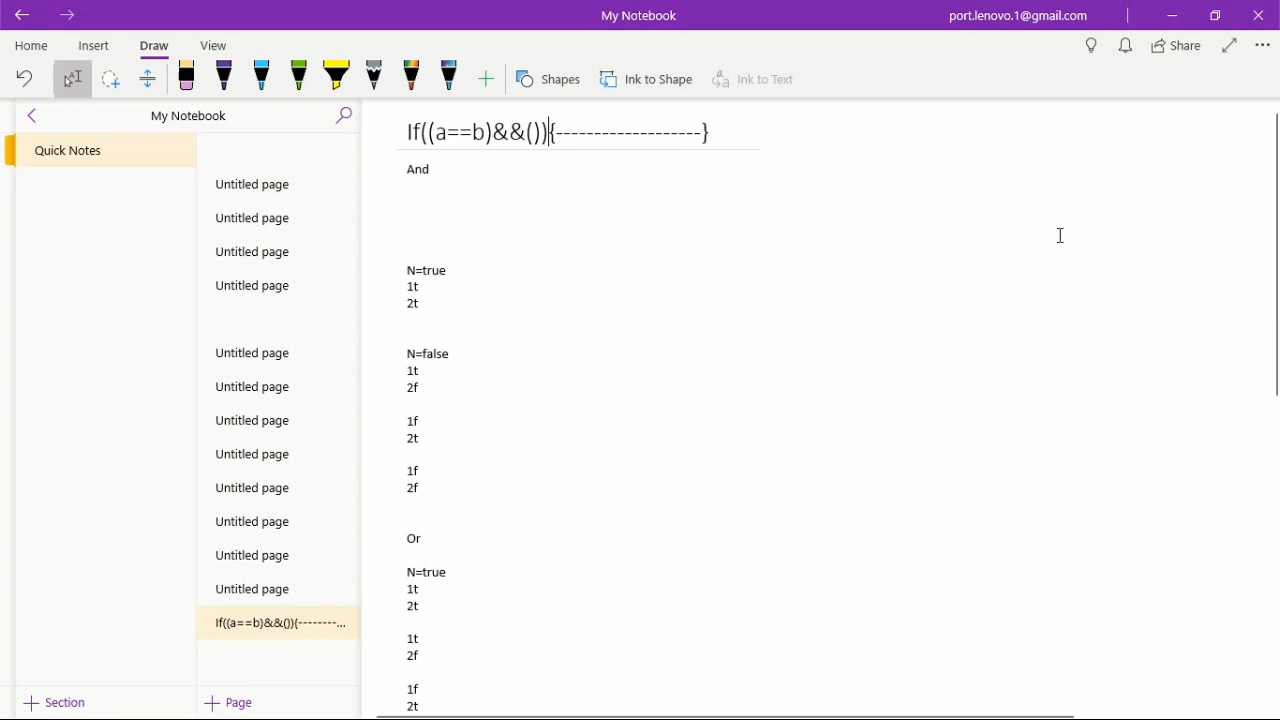 My Notebook
port.lenovo.1@gmail.com
Home
Insert
Draw
View
Share
Shapes
Ink to Shape
Ink to Text
My Notebook
Quick Notes
Untitled page
Untitled page
Untitled page
Untitled page
Untitled page
Untitled page
Untitled page
Untitled page
Untitled page
Untitled page
Untitled page
Untitled page
If((a==b)&&()){--------...
Section
Page
If((a==b)&&()){-------------------}
And
N=true
1t
2t
N=false
1t
2f
1f
2t
1f
2f
Or
N=true
1t
2t
1t
2f
1f
2t